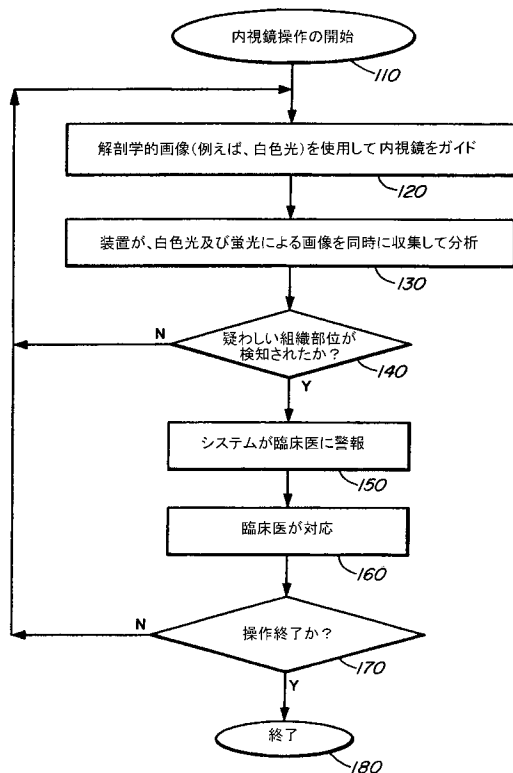 内視鏡操作の開始
110
解剖学的画像(例えば、白色光)を使用して内視鏡をガイド
120
装置が、白色光及び蛍光による画像を同時に収集して分析
130
疑わしい組織部位が
検知されたか?
N
140
Y
システムが臨床医に警報
150
臨床医が対応
160
操作終了か?
N
170
Y
終了
180